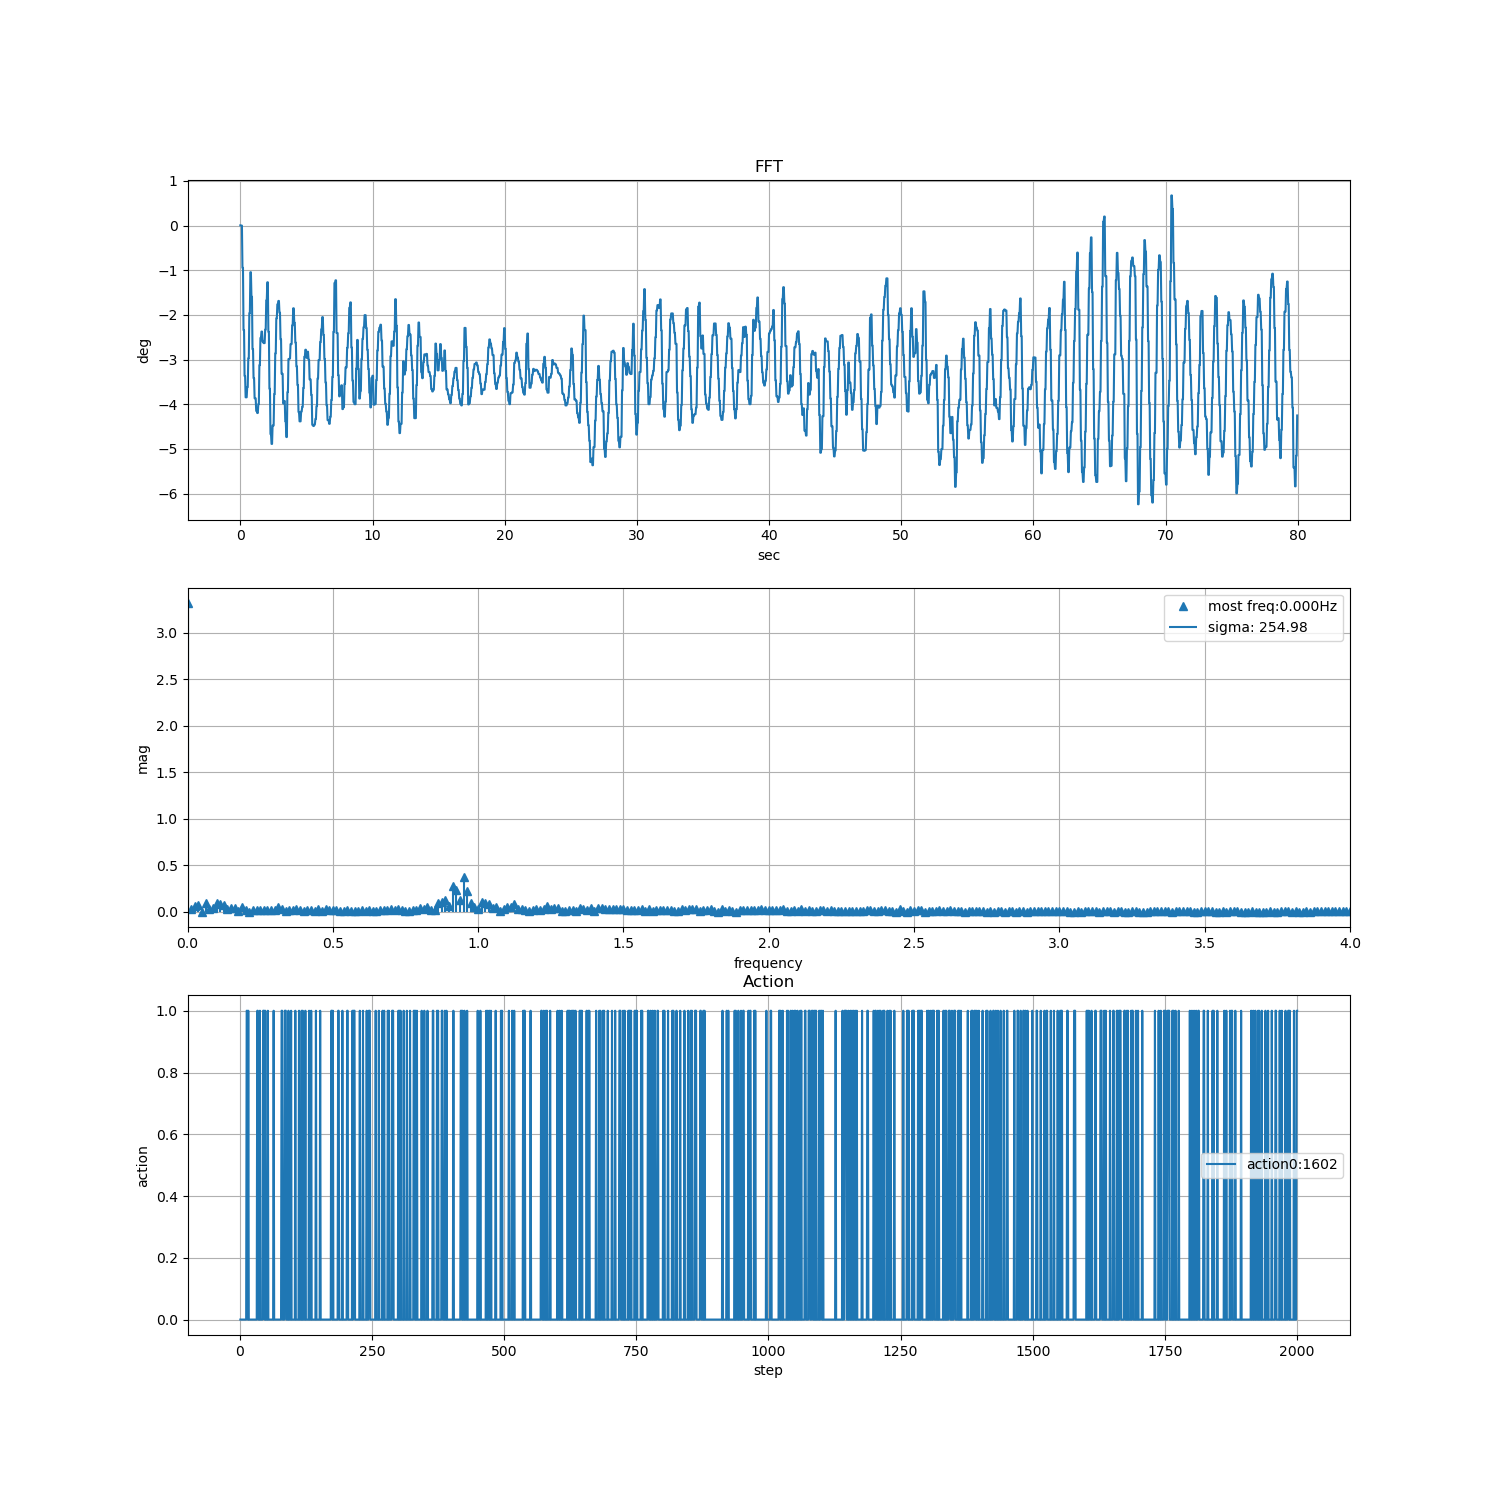 FFT
1
0
−1
−2
−3
−4
−5
−6
deg
0 10 20 30 40 50 60 70 80
sec
most freq:0.000Hz
sigma: 254.98
3.0
2.5
2.0
1.5
1.0
0.5
0.0
mag
0.0 0.5 1.0 1.5 2.0 2.5 3.0 3.5 4.0
frequency
Action
1.0
0.8
0.6
0.4
0.2
0.0
action
action0:1602
0 250 500 750 1000 1250 1500 1750 2000
step